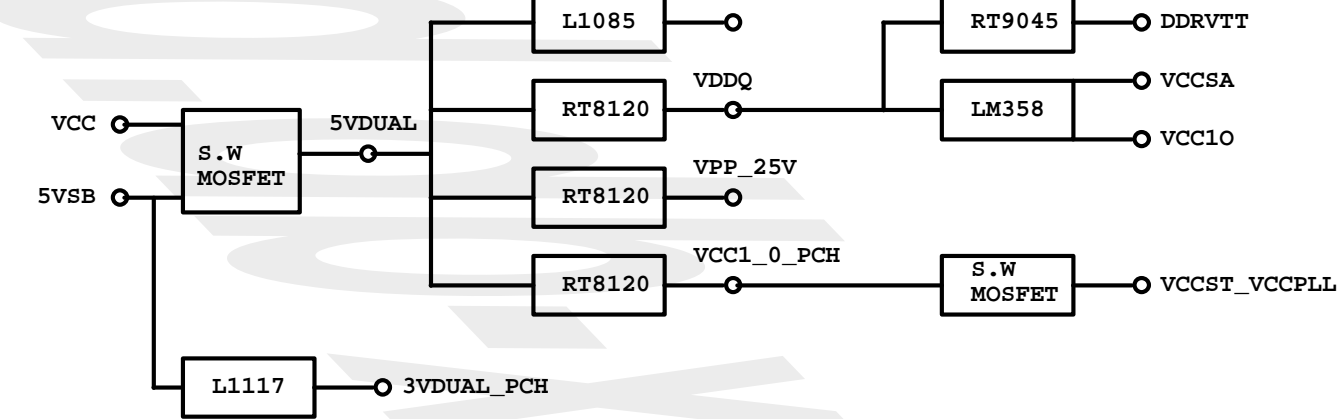 L1085
RT9045
DDRVTT
VDDQ
VCCSA
RT8120
LM358
VCC
5VDUAL
VCC1O
S.W
MOSFET
VPP_25V
5VSB
RT8120
VCC1_0_PCH
S.W
MOSFET
RT8120
VCCST_VCCPLL
L1117
3VDUAL_PCH